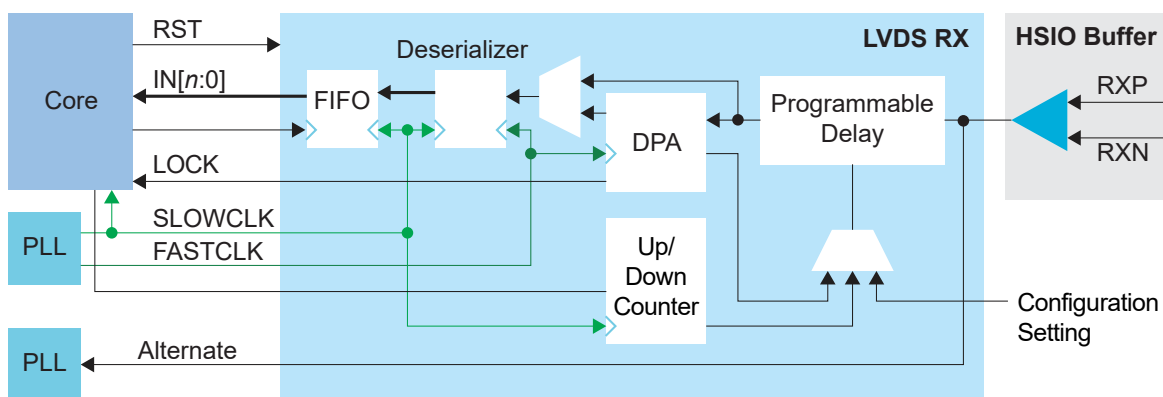 RST
Deserializer
LVDS RX
HSIO Buffer
Core
IN[n:0]
FIFO
Programmable
Delay
RXP
RXN
DPA
LOCK
SLOWCLK
PLL
FASTCLK
Up/
Down
Counter
Configuration
Setting
PLL
Alternate